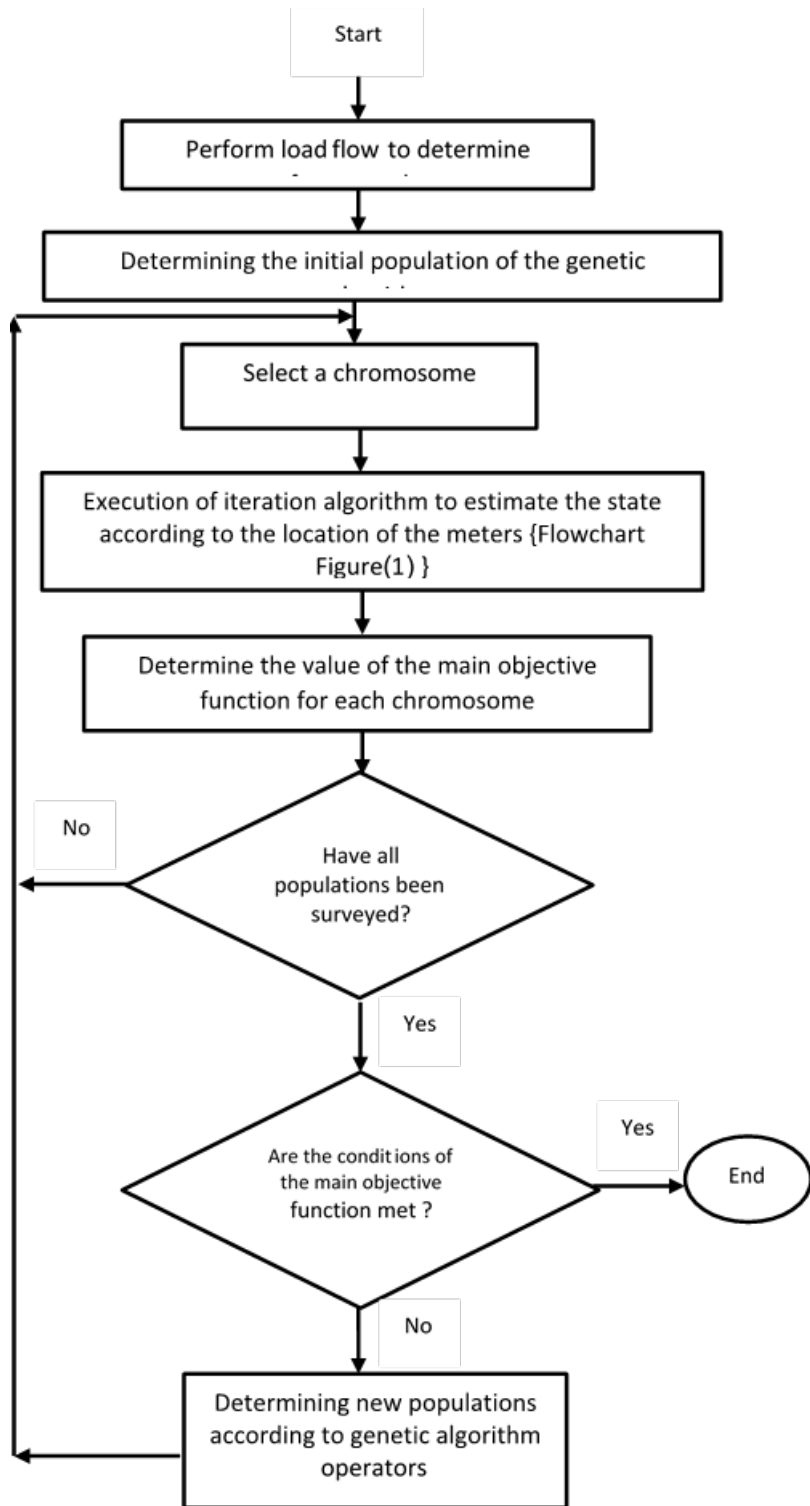 Start
Perform load flow to determine
Determining the initial population of the genetic
Select a chromosome
Execution of iteration algorithm to estimate the state
according to the location of the meters {Flowchart
Figure(1) }
Determine the value of the main objective
function for each chromosome
No
Have all
populations been
surveyed?
Yes
Are the conditions of
the main objective
function met ?
Yes
End
No
Determining new populations
according to genetic algorithm
operators